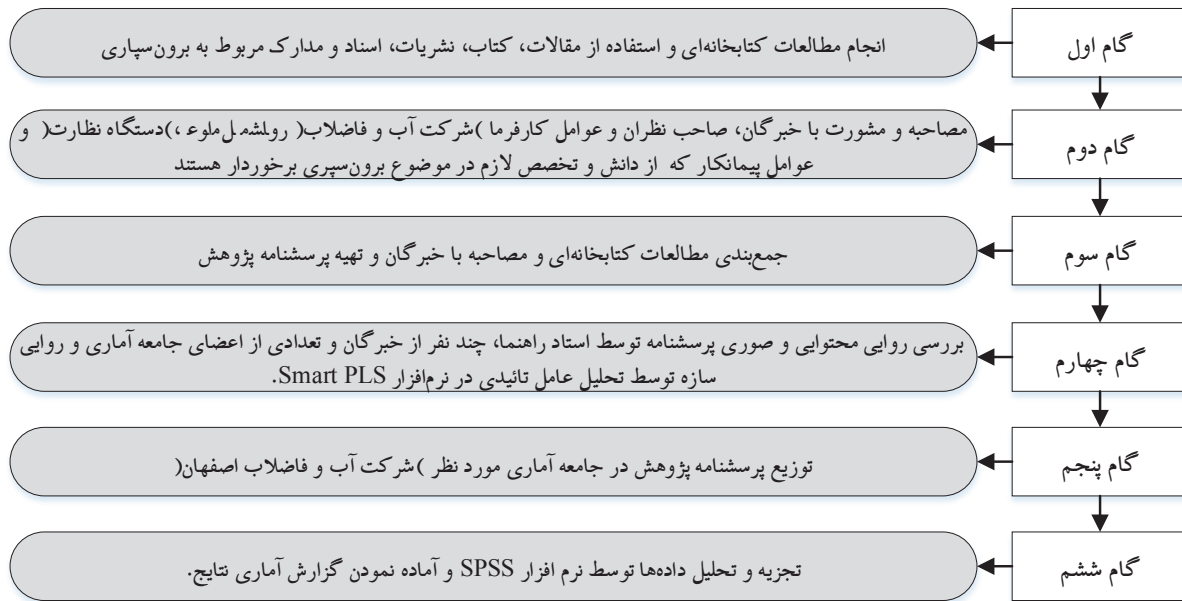 گام اول
انجام مطالعات کتابخانه‌ای و استفاده از مقالات، کتاب، نشریات، اسناد و مدارک مربوط به برون‌سپاری
گام دوم
مصاحبه و مشورت با خبرگان، صاحب نظران و عوامل کارفرما )شرکت آب و فاضلاب( ،)دستگاه نظارت( و
عوامل پیمانکار که از دانش و تخصص لازم در موضوع برون‌سپری برخوردار هستند
گام سوم
جمع‌بندی مطالعات کتابخانه‌ای و مصاحبه با خبرگان و تهیه پرسشنامه پژوهش
گام چهارم
بررسی روایی محتوایی و صوری پرسشنامه توسط استاد راهنما، چند نفر از خبرگان و تعدادی از اعضای جامعه آماری و روایی
سازه توسط تحلیل عامل تائیدی در نرم‌افزار Smart PLS.
گام پنجم
توزیع پرسشنامه پژوهش در جامعه آماری مورد نظر )شرکت آب و فاضلاب اصفهان(
گام ششم
تجزیه و تحلیل داده‌ها توسط نرم افزار SPSS و آماده نمودن گزارش آماری نتایج.